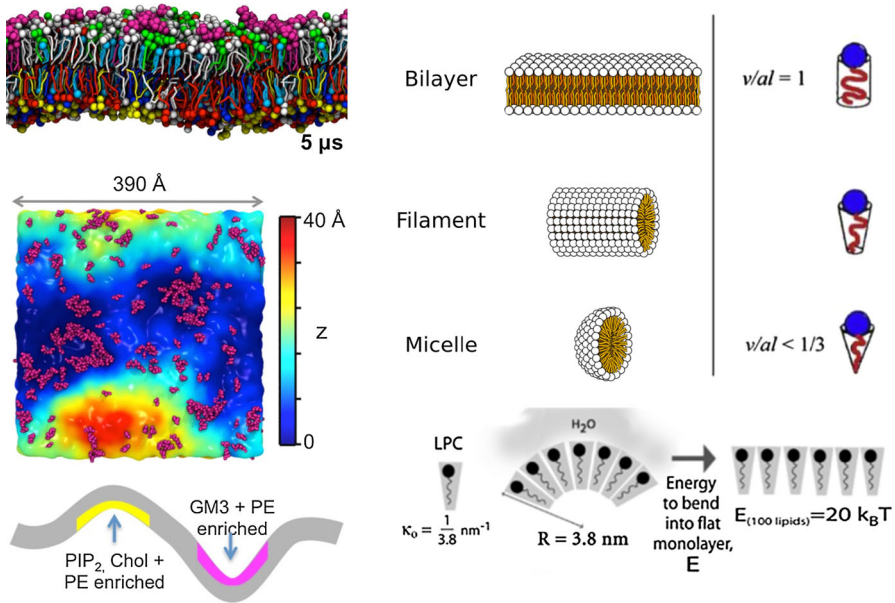 5 µs
390 Å
40 Å
Z
0
GM3 + PE
enriched
PIP2, Chol +
PE enriched
Bilayer
v/al = 1
Filament
Micelle
v/al < 1/3
LPC
κ₀ = 1/3.8 nm⁻¹
H₂O
R = 3.8 nm
Energy
to bend
into flat
monolayer,
E
E(100 lipids)=20 kBT